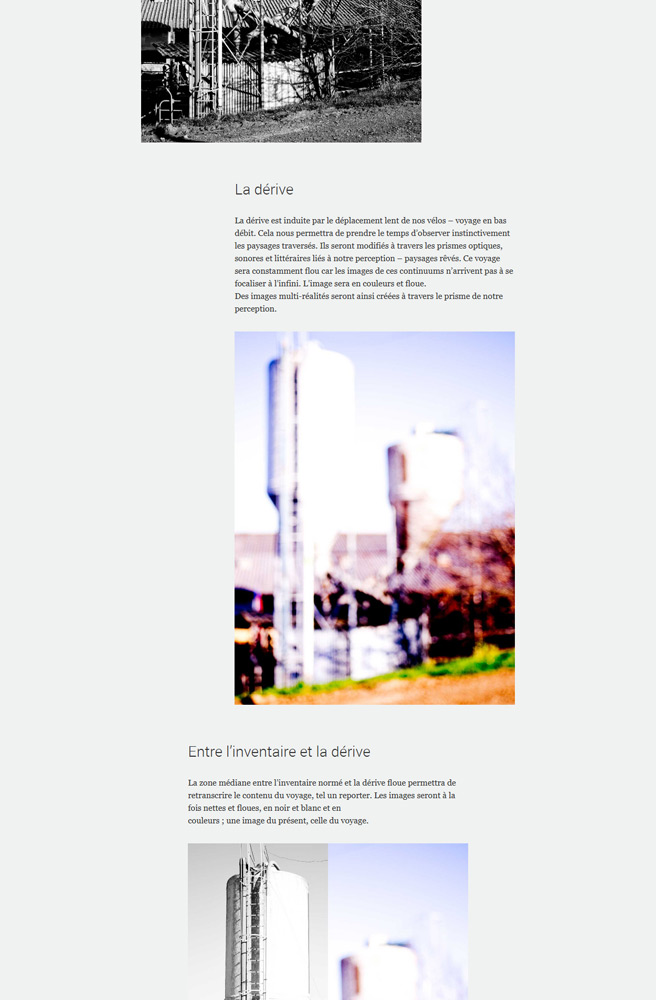 La dérive
La dérive est induite par le déplacement lent de nos vélos – voyage en bas
débit. Cela nous permettra de prendre le temps d'observer instinctivement
les paysages traversés. Ils seront modifiés à travers les prismes optiques,
sonores et littéraires liés à notre perception – paysages rêvés. Ce voyage
sera constamment flou car les images de ces continuums n'arrivent pas à se
focaliser à l'infini. L'image sera en couleurs et floue.
Des images multi-réalités seront ainsi créées à travers le prisme de notre
perception.
Entre l'inventaire et la dérive
La zone médiane entre l'inventaire normé et la dérive floue permettra de
retranscrire le contenu du voyage, tel un reporter. Les images seront à la
fois nettes et floues, en noir et blanc et en
couleurs ; une image du présent, celle du voyage.